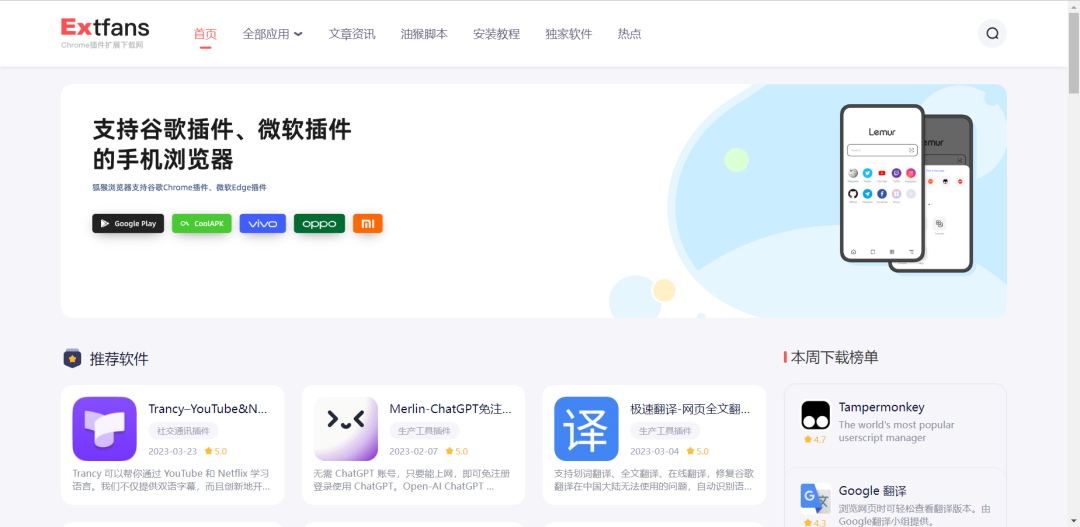 Extfans
Chrome插件扩展下载网
首页
全部应用
文章资讯
油猴脚本
安装教程
独家软件
热点
支持谷歌插件、微软插件
的手机浏览器
狐猴浏览器支持谷歌Chrome插件、微软Edge插件
Google Play
CoolAPK
vivo
oppo
mi
Lemur
推荐软件
Trancy–YouTube&N...
社交通讯插件
2023-03-23 5.0
Trancy 可以帮你通过 YouTube 和 Netflix 学习
语言。我们不仅提供双语字幕，而且创新地开...
Merlin-ChatGPT免注...
生产工具插件
2023-02-07 5.0
无需 ChatGPT 账号，只要能上网，即可免注册
登录使用 ChatGPT。Open-AI ChatGPT ...
译
极速翻译-网页全文翻...
生产工具插件
2023-03-04 5.0
支持划词翻译，全文翻译，在线翻译，修复谷歌
翻译在中国大陆无法使用的问题，自动识别语...
本周下载榜单
Tampermonkey
The world's most popular
userscript manager
4.7
Google 翻译
浏览网页时可轻松查看翻译版本。由
Google翻译小组提供。
4.3